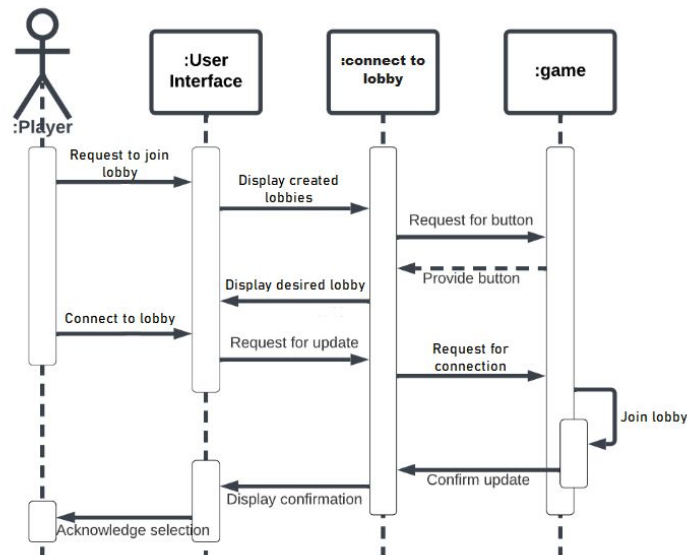 :Player
:User
Interface
:connect to
lobby
:game
Request to join
lobby
Display created
lobbies
Request for button
Provide button
Display desired lobby
Connect to lobby
Request for update
Request for
connection
Join lobby
Confirm update
Display confirmation
Acknowledge selection